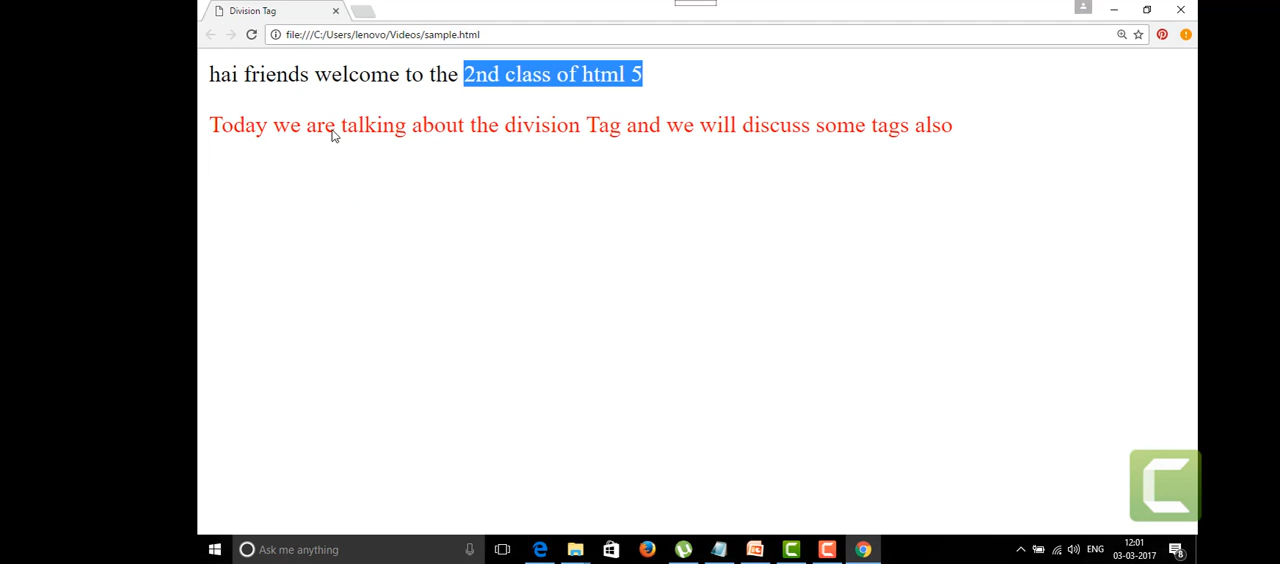 Division Tag
file:///C:/Users/lenovo/Videos/sample.html
hai friends welcome to the 2nd class of html 5
Today we are talking about the division Tag and we will discuss some tags also
Ask me anything
ENG
12:01
03-03-2017
8